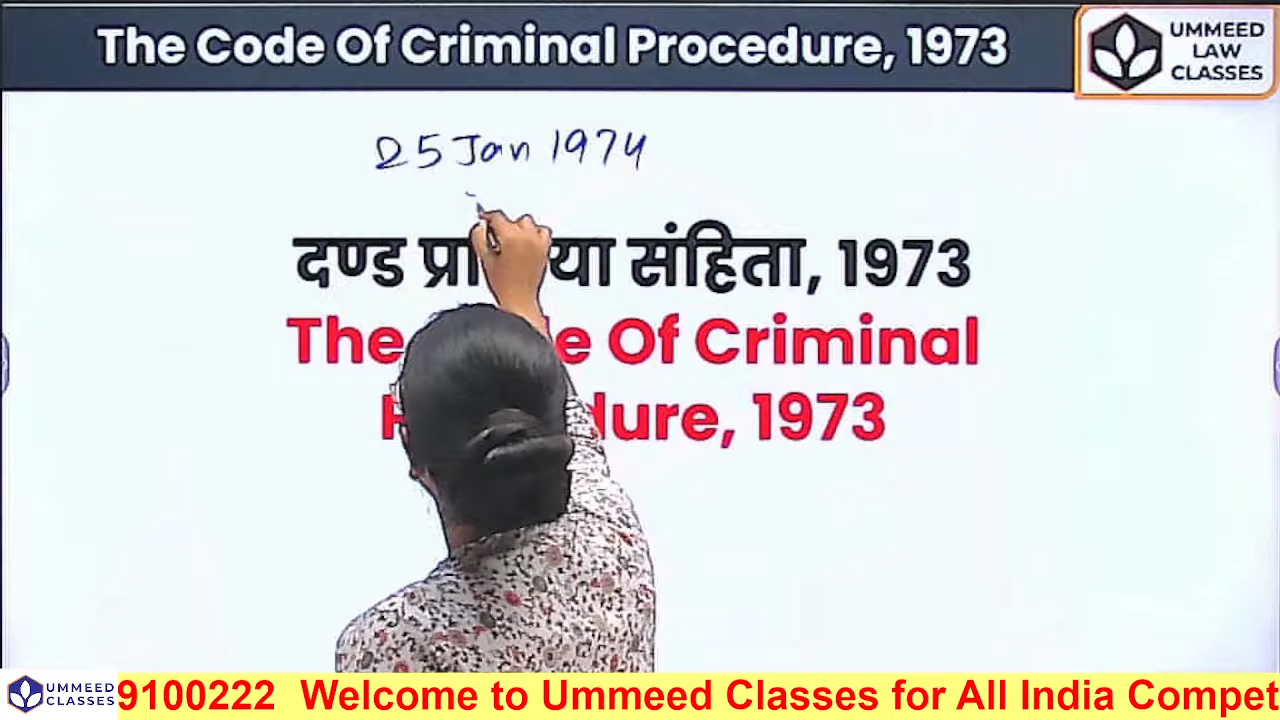 The Code Of Criminal Procedure, 1973
UMMEED
LAW
CLASSES
25 Jan 1974
दण्ड प्र या संहिता, 1973
The de Of Criminal
dure, 1973
UMMEED
CLASSES
9100222 Welcome to Ummeed Classes for All India Compet